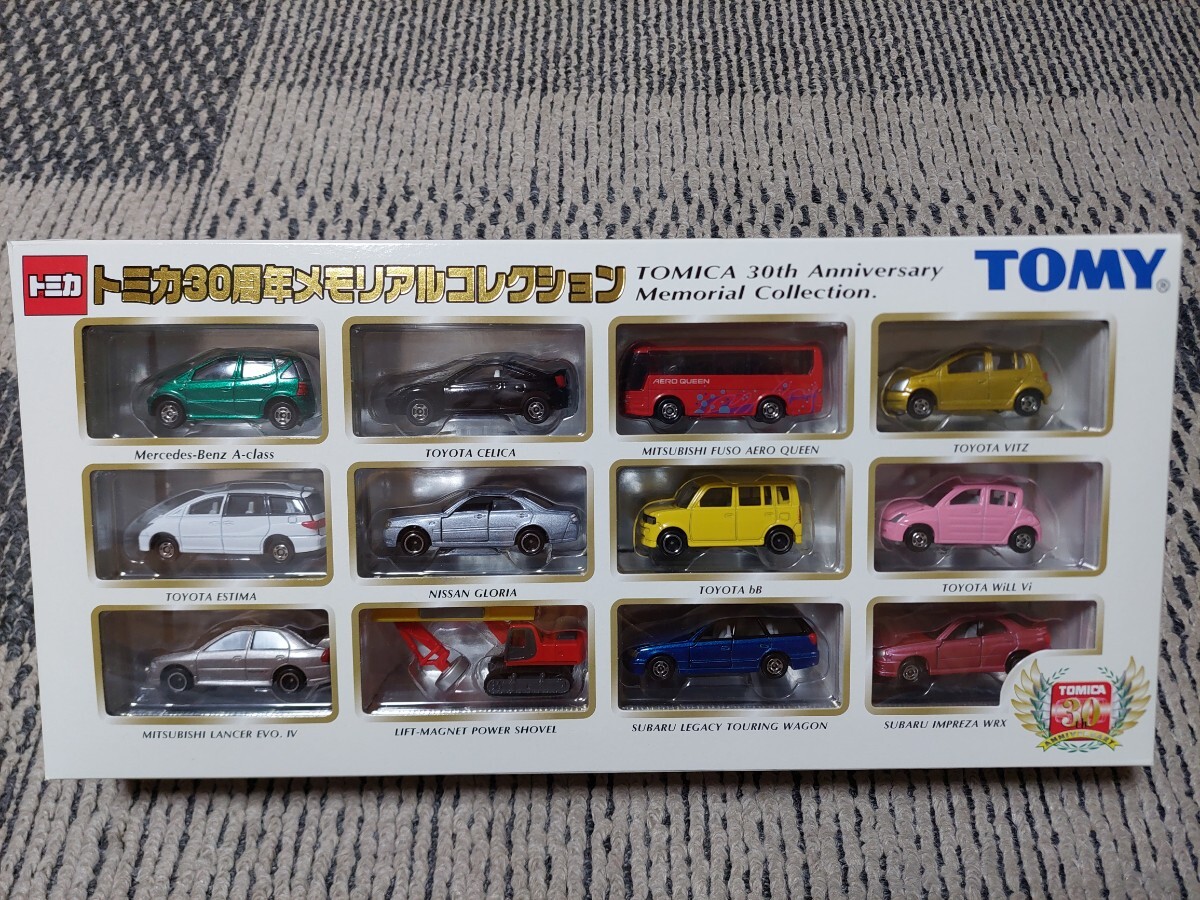 トミカ
トミカ30周年メモリアルコレクション
TOMICA 30th Anniversary
Memorial Collection.
TOMY®
AERO QUEEN
Mercedes-Benz A-class
TOYOTA CELICA
MITSUBISHI FUSO AERO QUEEN
TOYOTA VITZ
TOYOTA ESTIMA
NISSAN GLORIA
TOYOTA bB
TOYOTA WiLL Vi
MITSUBISHI LANCER EVO. IV
LIFT-MAGNET POWER SHOVEL
SUBARU LEGACY TOURING WAGON
SUBARU IMPREZA WRX
TOMICA
30
th
ANNIVERSARY